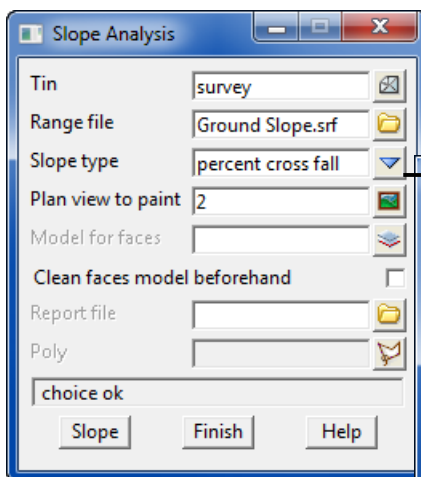 Slope Analysis
Tin survey
Range file Ground Slope.srf
Slope type percent cross fall
Plan view to paint 2
Model for faces
Clean faces model beforehand
Report file
Poly
choice ok
Slope Finish Help